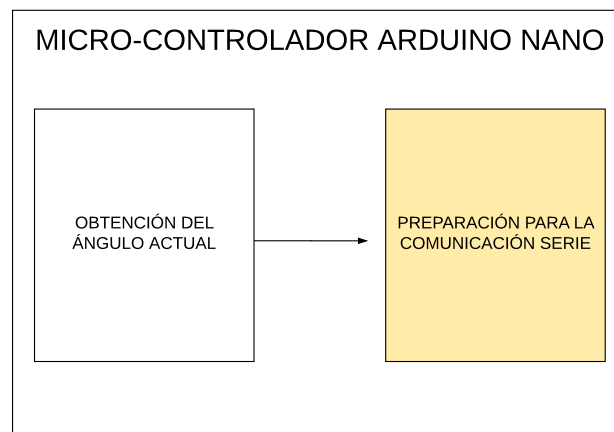 MICRO-CONTROLADOR ARDUINO NANO
OBTENCIÓN DEL
ÁNGULO ACTUAL
PREPARACIÓN PARA LA
COMUNICACIÓN SERIE